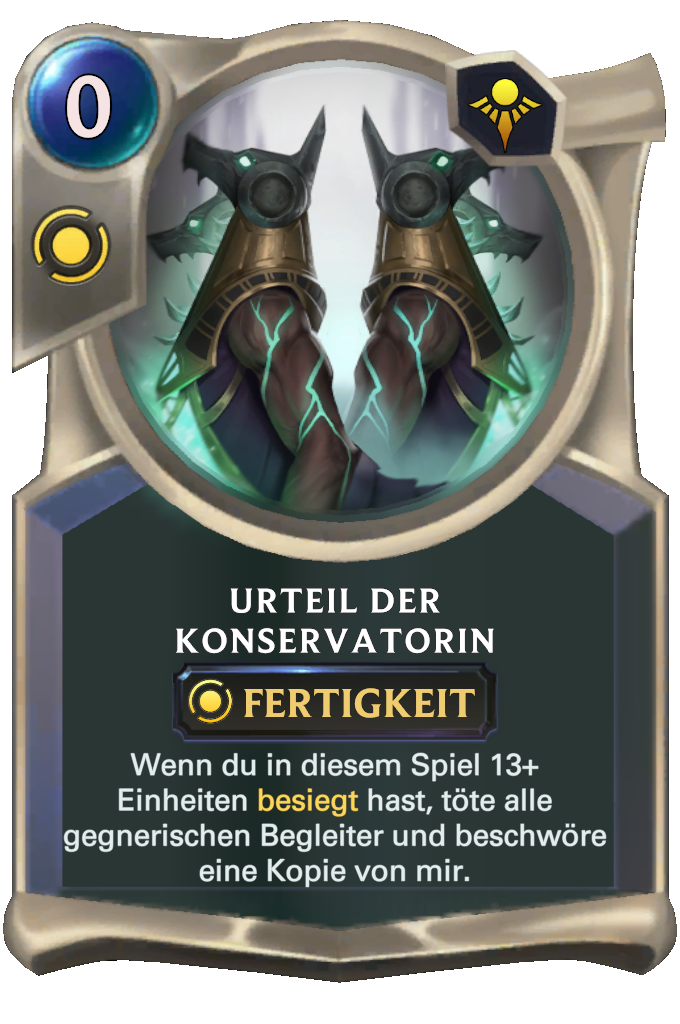 0
URTEIL DER
KONSERVATORIN
FERTIGKEIT
Wenn du in diesem Spiel 13+
Einheiten besiegt hast, töte alle
gegnerischen Begleiter und beschwöre
eine Kopie von mir.